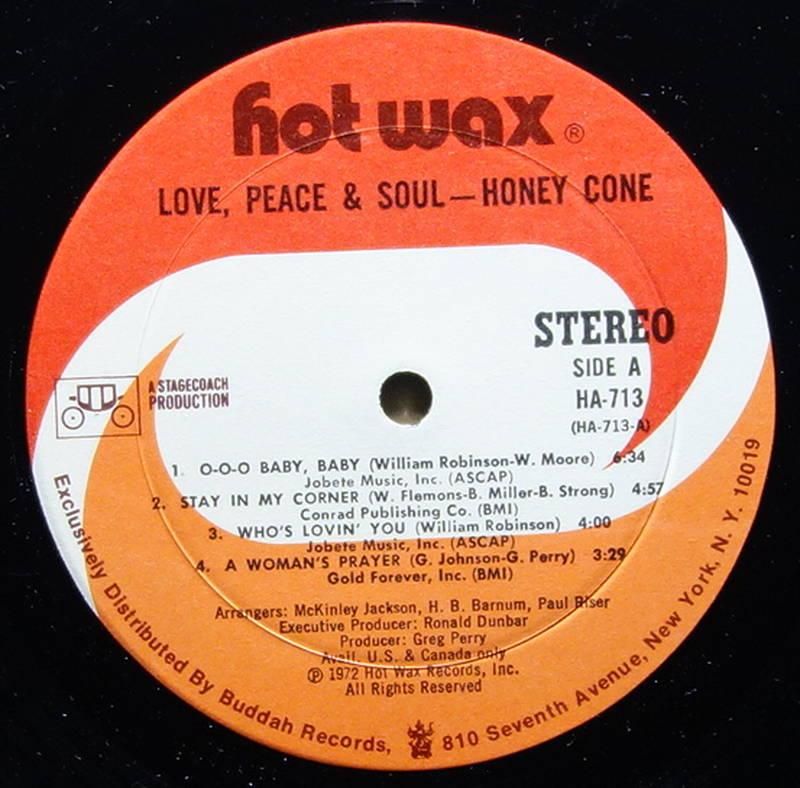 hot wax ®
LOVE, PEACE & SOUL—HONEY CONE
STEREO
SIDE A
HA-713
(HA-713-A)
A STAGECOACH
PRODUCTION
1. O-O-O BABY, BABY (William Robinson-W. Moore) 6:34
Jobete Music, Inc. (ASCAP)
2. STAY IN MY CORNER (W. Flemons-B. Miller-B. Strong) 4:57
Conrad Publishing Co. (BMI)
3. WHO'S LOVIN' YOU (William Robinson) 4:00
Jobete Music, Inc. (ASCAP)
4. A WOMAN'S PRAYER (G. Johnson-G. Perry) 3:29
Gold Forever, Inc. (BMI)
Arrangers: McKinley Jackson, H. B. Barnum, Paul Riser
Executive Producer: Ronald Dunbar
Producer: Greg Perry
Avail. U.S. & Canada only
℗ 1972 Hot Wax Records, Inc.
All Rights Reserved
Exclusively Distributed By Buddah Records, 810 Seventh Avenue, New York, N. Y. 10019